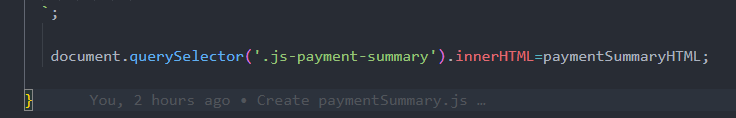 `;
document.querySelector('.js-payment-summary').innerHTML=paymentSummaryHTML;
}        You, 2 hours ago • Create paymentSummary.js …